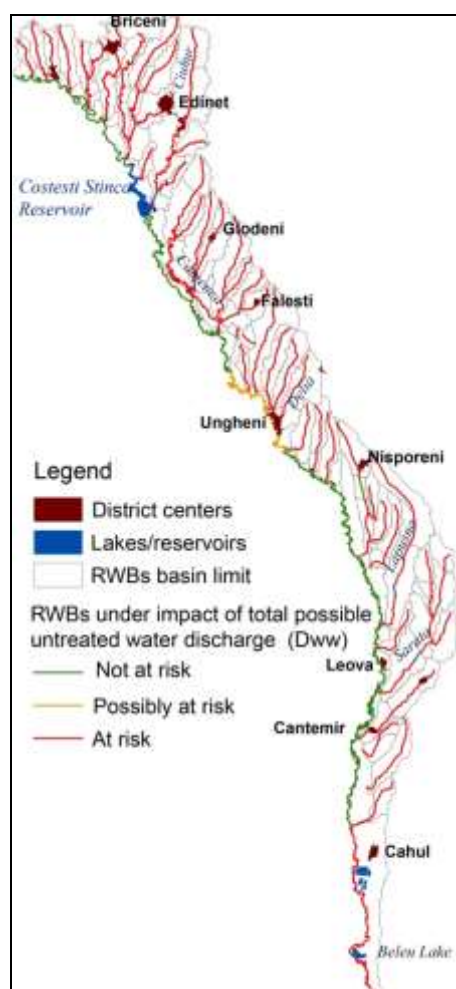 Briceni
Ciuhur
Edinet
Costesti Stinca
Reservoir
Glodeni
Camenca
Falesti
Delia
Ungheni
Nisporeni
Lapusna
Sarata
Leova
Cantemir
Cahul
Beleu Lake
Legend
District centers
Lakes/reservoirs
RWBs basin limit
RWBs under impact of total possible
untreated water discharge (Dww)
Not at risk
Possibly at risk
At risk